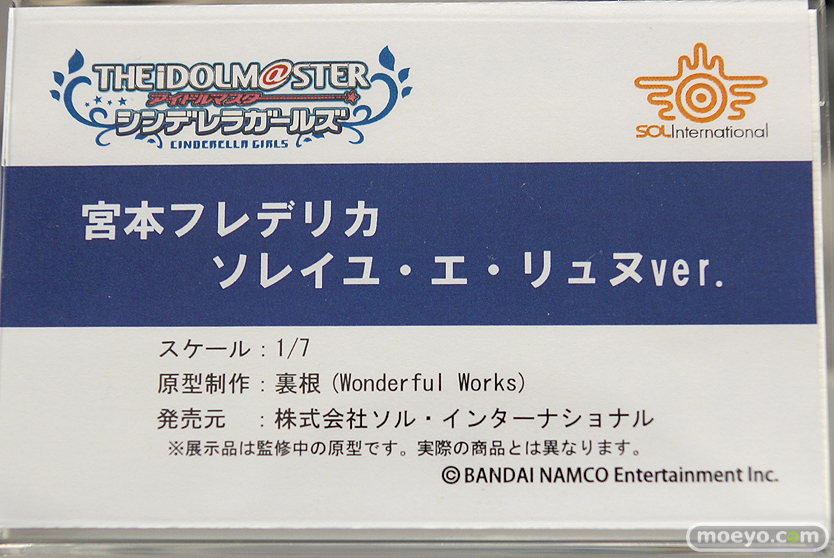 THE iDOLM@STER
アイドルマスター
シンデレラガールズ
CINDERELLA GIRLS
SOLInternational
宮本フレデリカ
ソレイユ・エ・リュヌver.
スケール：1/7
原型制作：裏根(Wonderful Works)
発売元　：株式会社ソル・インターナショナル
※展示品は監修中の原型です。実際の商品とは異なります。
©BANDAI NAMCO Entertainment Inc.
moeyo.com